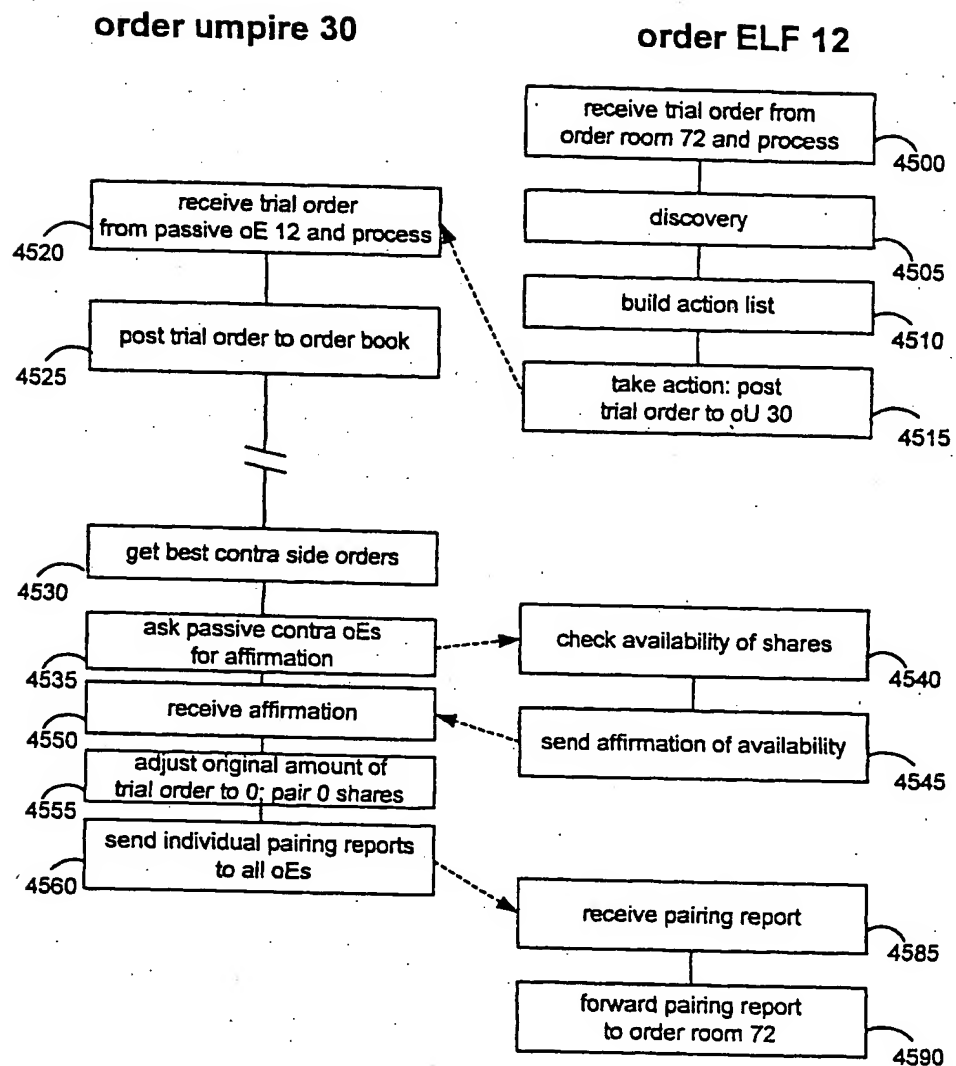 order umpire 30
order ELF 12
receive trial order from
order room 72 and process
4500
discovery
4505
build action list
4510
take action: post
trial order to oU 30
4515
receive trial order
from passive oE 12 and process
4520
post trial order to order book
4525
get best contra side orders
4530
ask passive contra oEs
for affirmation
4535
check availability of shares
4540
send affirmation of availability
4545
receive affirmation
4550
adjust original amount of
trial order to 0; pair 0 shares
4555
send individual pairing reports
to all oEs
4560
receive pairing report
4585
forward pairing report
to order room 72
4590